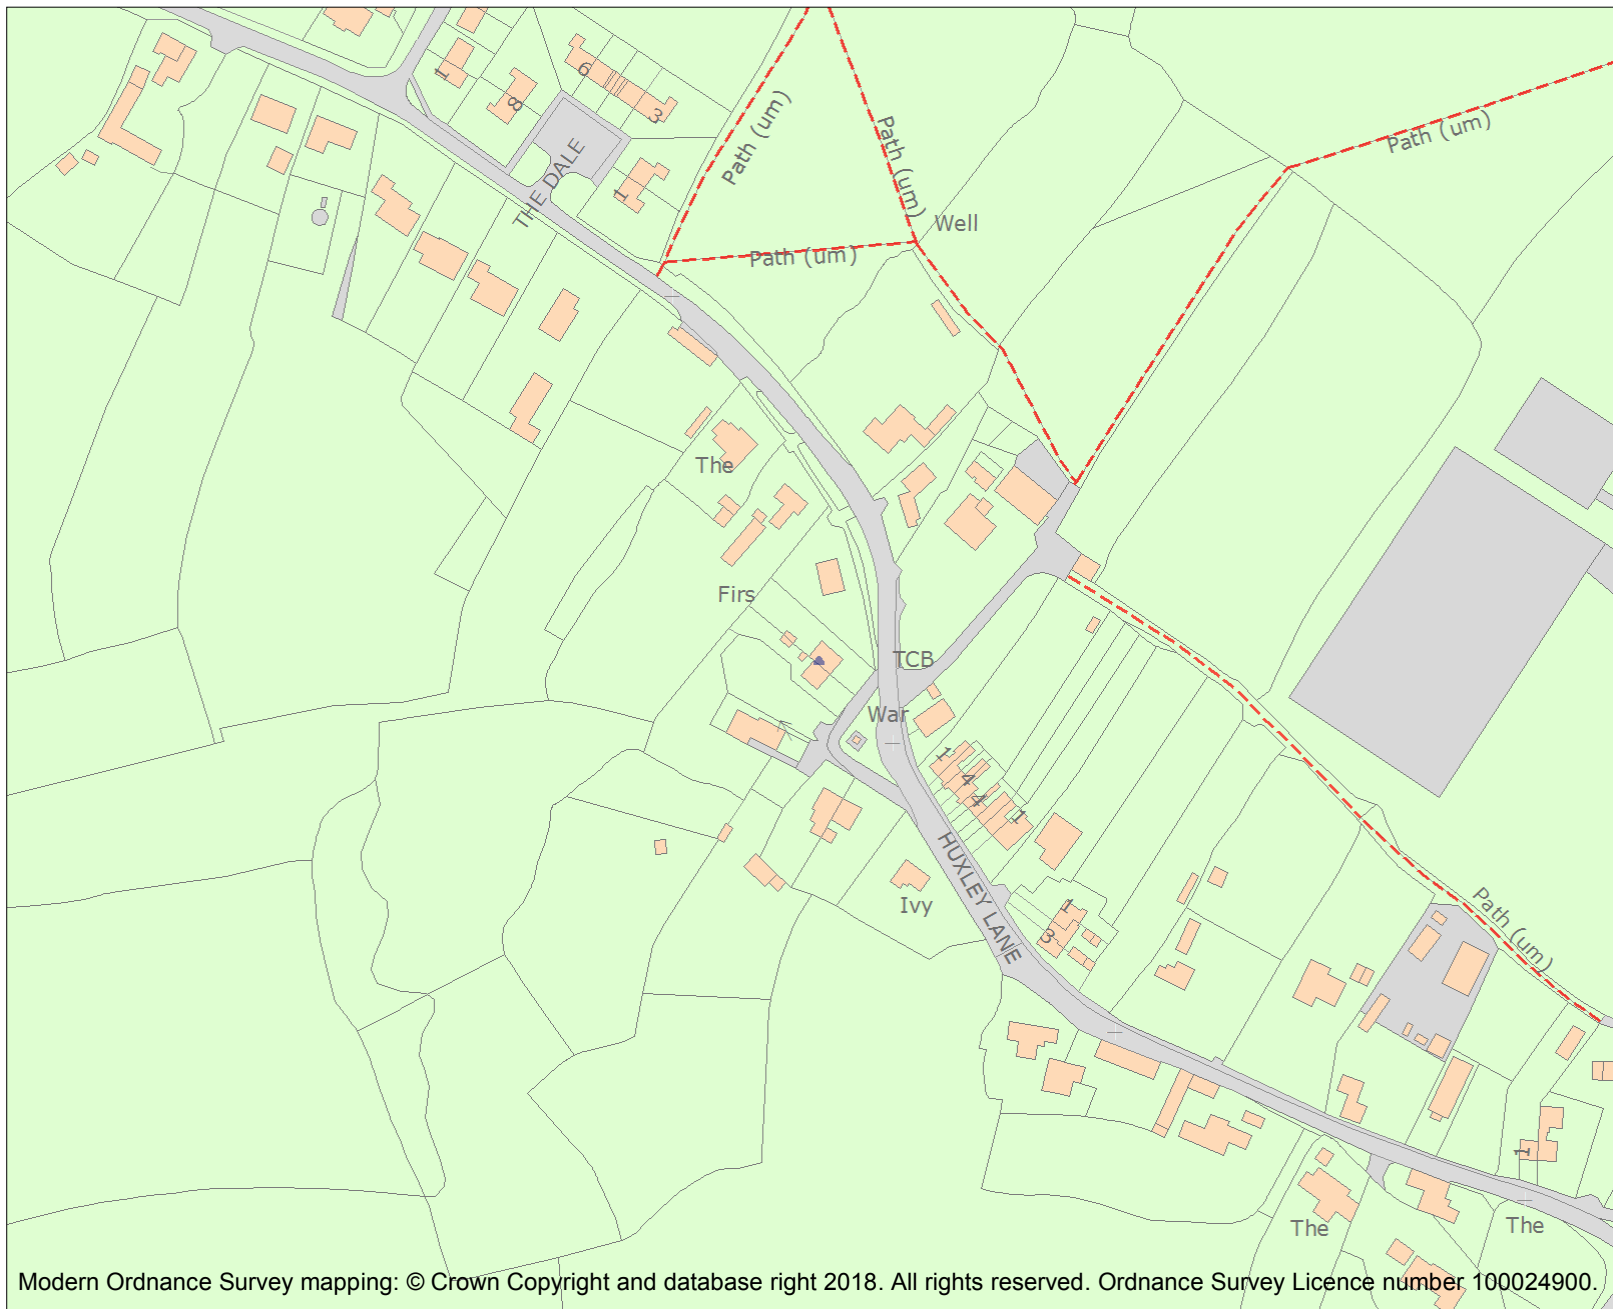 1
8
6
3
THE DALE
1
Path (um)
Path (um)
Path (um)
Path (um)
Well
The
Firs
TCB
War
1
4
4
1
HUXLEY LANE
Ivy
1
3
Path (um)
1
The
The
Modern Ordnance Survey mapping: © Crown Copyright and database right 2018. All rights reserved. Ordnance Survey Licence number 100024900.